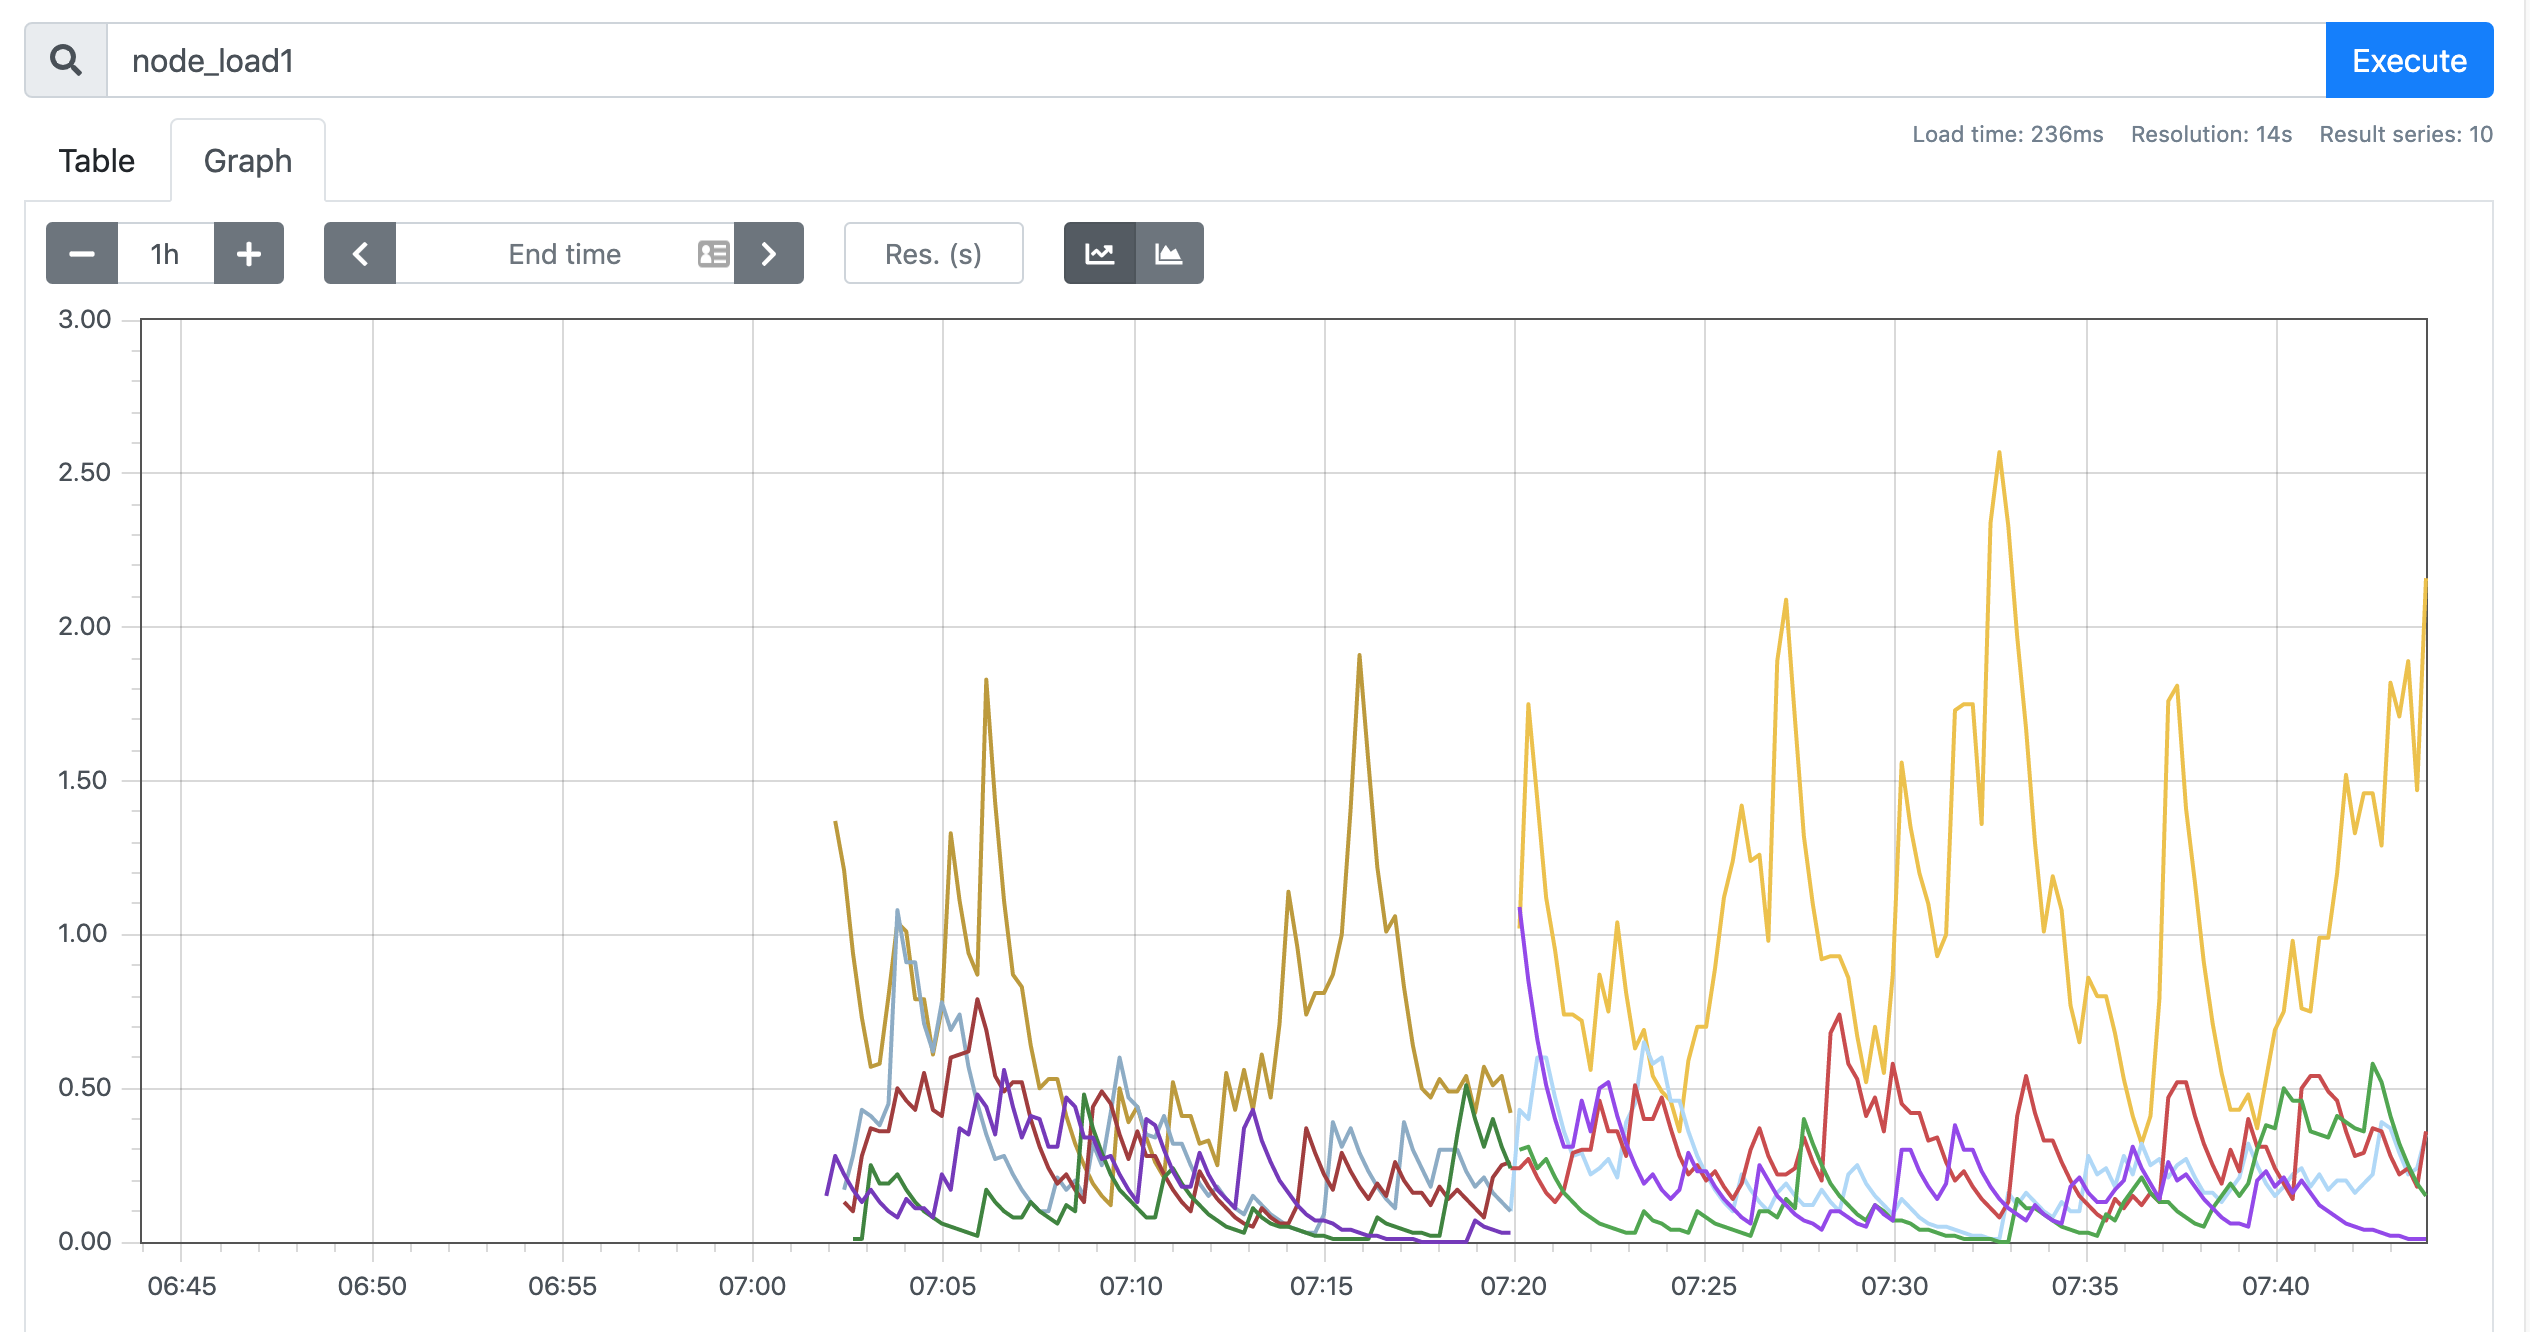 node_load1
Execute
Load time: 236ms Resolution: 14s Result series: 10
Table Graph
1h End time Res. (s)
3.00
2.50
2.00
1.50
1.00
0.50
0.00
06:45 06:50 06:55 07:00 07:05 07:10 07:15 07:20 07:25 07:30 07:35 07:40